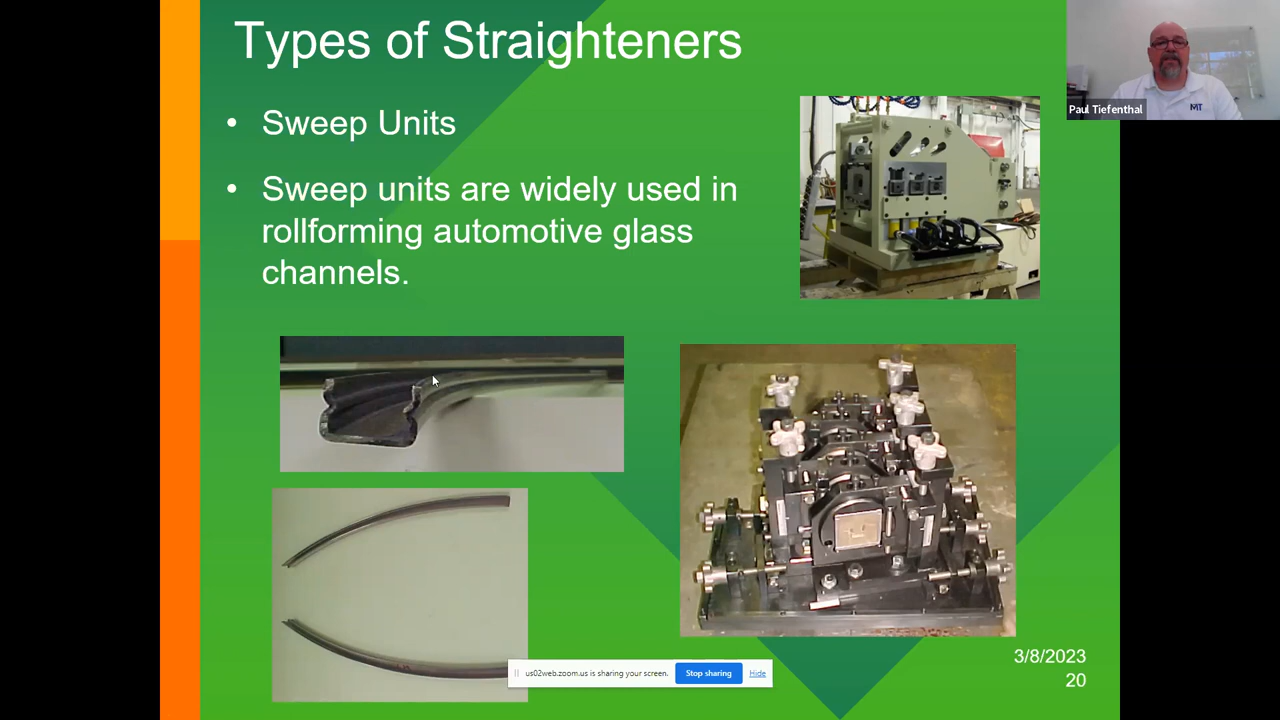 Types of Straighteners
• Sweep Units
• Sweep units are widely used in
rollforming automotive glass
channels.
Paul Tiefenthal
MT
us02web.zoom.us is sharing your screen.
Stop sharing
Hide
3/8/2023
20